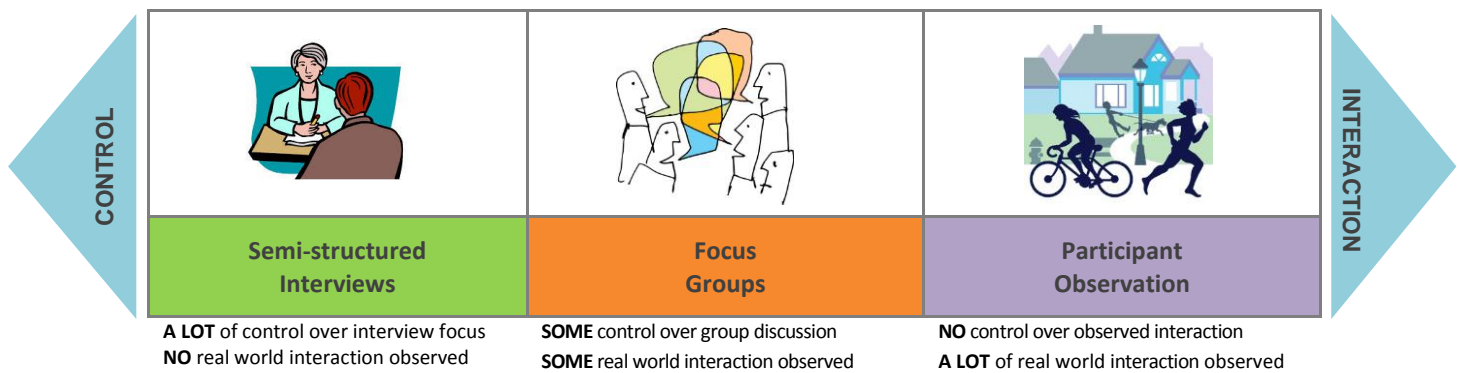 CONTROL
INTERACTION
Semi-structured
Interviews
Focus
Groups
Participant
Observation
A LOT of control over interview focus
NO real world interaction observed
SOME control over group discussion
SOME real world interaction observed
NO control over observed interaction
A LOT of real world interaction observed